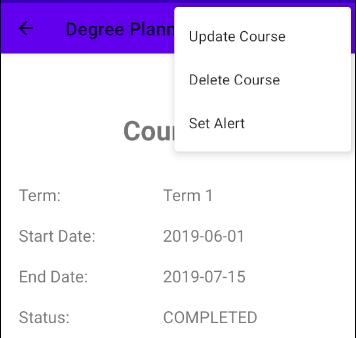 Degree Plann
Update Course
Delete Course
Set Alert
Cour
Term: Term 1
Start Date: 2019-06-01
End Date: 2019-07-15
Status: COMPLETED